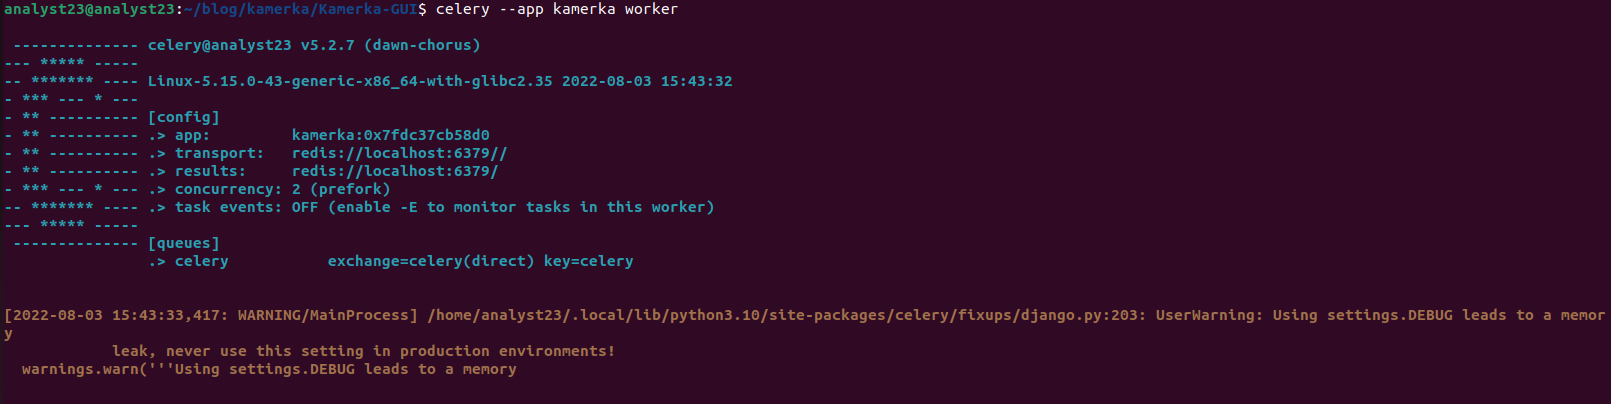 analyst23@analyst23:~/blog/kamerka/Kamerka-GUI$ celery --app kamerka worker
 -------------- celery@analyst23 v5.2.7 (dawn-chorus)
--- ***** -----
-- ******* ---- Linux-5.15.0-43-generic-x86_64-with-glibc2.35 2022-08-03 15:43:32
- *** --- * ---
- ** ---------- [config]
- ** ---------- .> app:         kamerka:0x7fdc37cb58d0
- ** ---------- .> transport:   redis://localhost:6379//
- ** ---------- .> results:     redis://localhost:6379/
- *** --- * --- .> concurrency: 2 (prefork)
-- ******* ---- .> task events: OFF (enable -E to monitor tasks in this worker)
--- ***** -----
 -------------- [queues]
                .> celery           exchange=celery(direct) key=celery
[2022-08-03 15:43:33,417: WARNING/MainProcess] /home/analyst23/.local/lib/python3.10/site-packages/celery/fixups/django.py:203: UserWarning: Using settings.DEBUG leads to a memor
y
            leak, never use this setting in production environments!
  warnings.warn('''Using settings.DEBUG leads to a memory